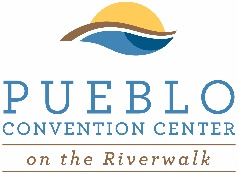 PUEBLO
CONVENTION CENTER
on the Riverwalk